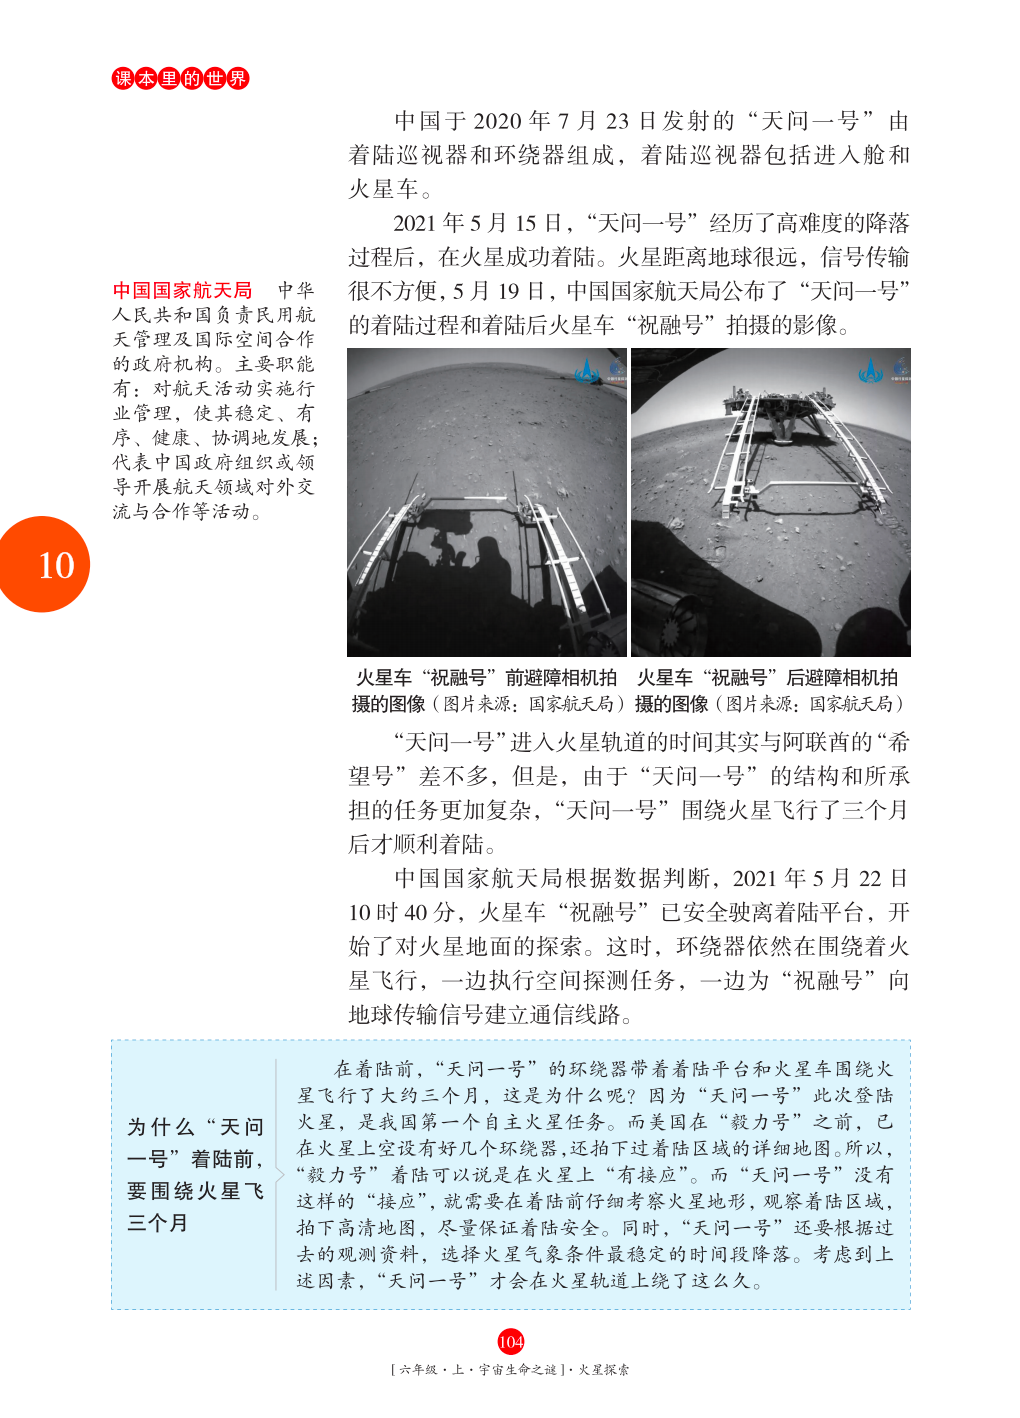 课本里的世界
中国于 2020 年 7 月 23 日发射的“天问一号”由
着陆巡视器和环绕器组成，着陆巡视器包括进入舱和
火星车。
2021 年 5 月 15 日，“天问一号”经历了高难度的降落
过程后，在火星成功着陆。火星距离地球很远，信号传输
很不方便，5 月 19 日，中国国家航天局公布了“天问一号”
的着陆过程和着陆后火星车“祝融号”拍摄的影像。
中国国家航天局 中华
人民共和国负责民用航
天管理及国际空间合作
的政府机构。主要职能
有：对航天活动实施行
业管理，使其稳定、有
序、健康、协调地发展；
代表中国政府组织或领
导开展航天领域对外交
流与合作等活动。
10
火星车“祝融号”前避障相机拍
摄的图像（图片来源：国家航天局）
火星车“祝融号”后避障相机拍
摄的图像（图片来源：国家航天局）
“天问一号”进入火星轨道的时间其实与阿联酋的“希
望号”差不多，但是，由于“天问一号”的结构和所承
担的任务更加复杂，“天问一号”围绕火星飞行了三个月
后才顺利着陆。
中国国家航天局根据数据判断，2021 年 5 月 22 日
10 时 40 分，火星车“祝融号”已安全驶离着陆平台，开
始了对火星地面的探索。这时，环绕器依然在围绕着火
星飞行，一边执行空间探测任务，一边为“祝融号”向
地球传输信号建立通信线路。
为什么“天问
一号”着陆前，
要围绕火星飞
三个月
在着陆前，“天问一号”的环绕器带着着陆平台和火星车围绕火
星飞行了大约三个月，这是为什么呢？因为“天问一号”此次登陆
火星，是我国第一个自主火星任务。而美国在“毅力号”之前，已
在火星上空设有好几个环绕器，还拍下过着陆区域的详细地图。所以，
“毅力号”着陆可以说是在火星上“有接应”。而“天问一号”没有
这样的“接应”，就需要在着陆前仔细考察火星地形，观察着陆区域，
拍下高清地图，尽量保证着陆安全。同时，“天问一号”还要根据过
去的观测资料，选择火星气象条件最稳定的时间段降落。考虑到上
述因素，“天问一号”才会在火星轨道上绕了这么久。
104
[ 六年级·上·宇宙生命之谜 ]·火星探索